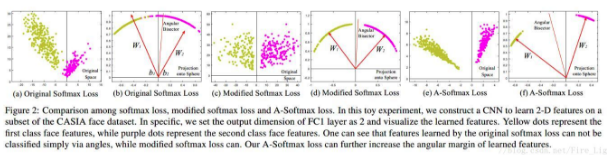 Angular Bisector
Angular Bisector
Angular Bisector
W₁
W₂
W₁
W₂
Original Space
Projection onto Sphere
Original Space
Projection onto Sphere
Original Space
Projection onto Sphere
(a) Original Softmax Loss
(b) Original Softmax Loss
(c) Modified Softmax Loss
(d) Modified Softmax Loss
(e) A-Softmax Loss
(f) A-Softmax Loss
Figure 2: Comparison among softmax loss, modified softmax loss and A-Softmax loss. In this toy experiment, we construct a CNN to learn 2-D features on a
subset of the CASIA face dataset. In specific, we set the output dimension of FC1 layer as 2 and visualize the learned features. Yellow dots represent the
first class face features, while purple dots represent the second class face features. One can see that features learned by the original softmax loss can not be
classified simply via angles, while modified softmax loss can. Our A-Softmax loss can further increase the angular margin of learned features.